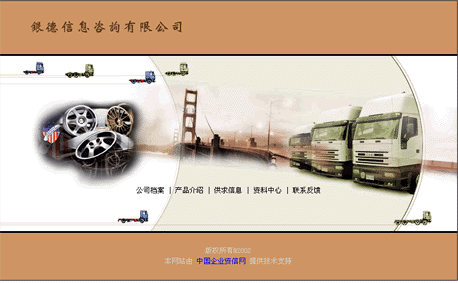 銀德信息咨詢有限公司
公司档案 | 产品介绍 | 供求信息 | 资料中心 | 联系反馈
版权所有@2002
本网站由 中国企业资信网 提供技术支持